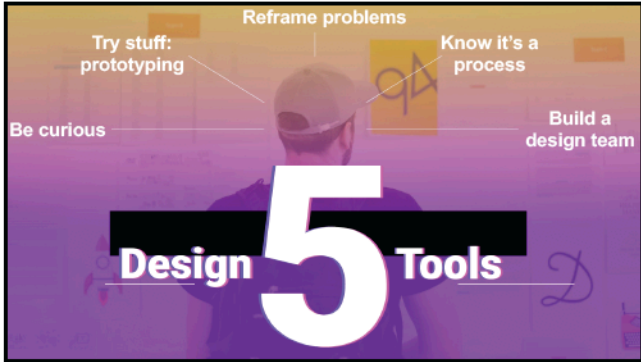 Reframe problems
Try stuff:
prototyping
Know it's a
process
Be curious
Build a
design team
5
Design
Tools